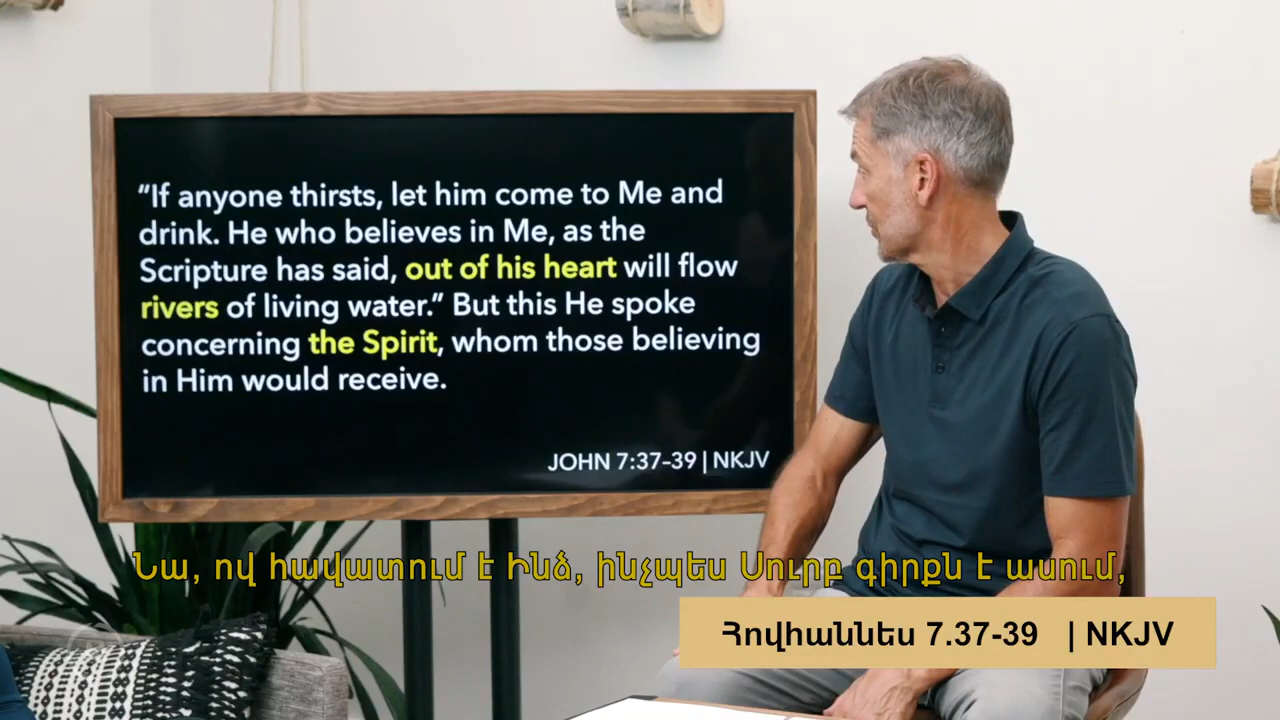 “If anyone thirsts, let him come to Me and
drink. He who believes in Me, as the
Scripture has said, out of his heart will flow
rivers of living water.” But this He spoke
concerning the Spirit, whom those believing
in Him would receive.
JOHN 7:37–39 | NKJV
Նա, ով հավատում է Ինձ, ինչպես Սուրբ գիրքն է ասում,
Հովհաննես 7.37-39 | NKJV